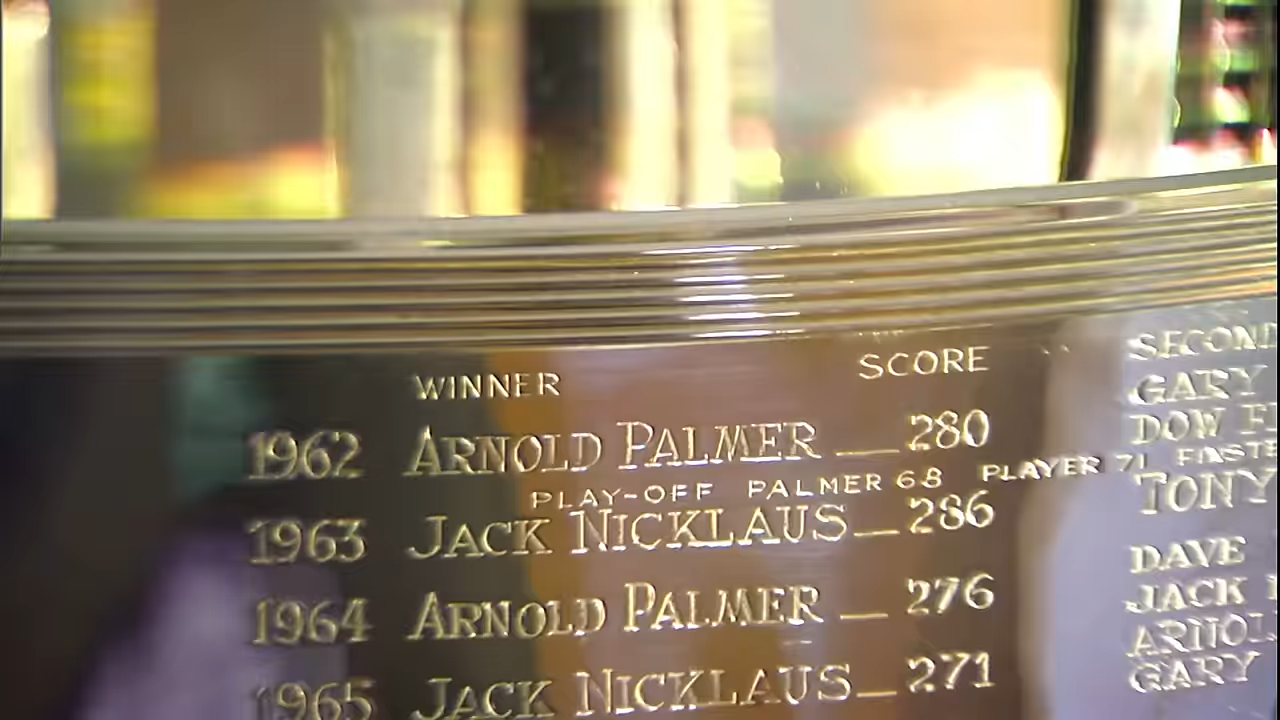 WINNER SCORE SECOND
1962 ARNOLD PALMER 280 GARY
DOW
PLAY-OFF PALMER 68 PLAYER 71
1963 JACK NICKLAUS 286 TONY
1964 ARNOLD PALMER 276 DAVE
JACK
1965 JACK NICKLAUS 271 ARNOL
GARY